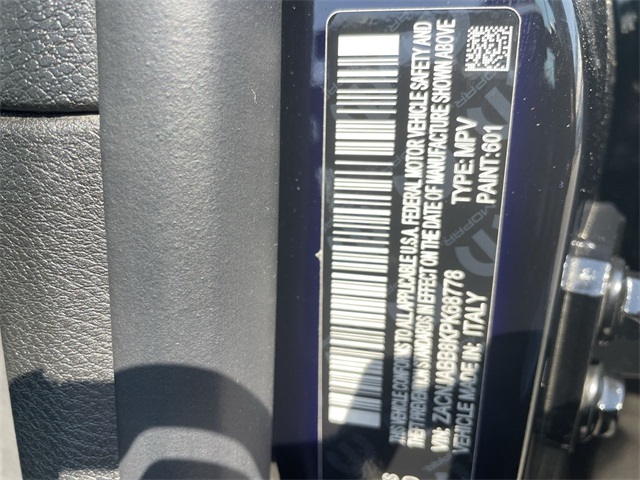 THIS VEHICLE CONFORMS TO ALL APPLICABLE U.S.A. FEDERAL MOTOR VEHICLE SAFETY AND
THEFT PREVENTION STANDARDS IN EFFECT ON THE DATE OF MANUFACTURE SHOWN ABOVE
VIN: ZACNJABB8KPK68778 TYPE: MPV
VEHICLE MADE IN: ITALY PAINT: 601
MOPAR